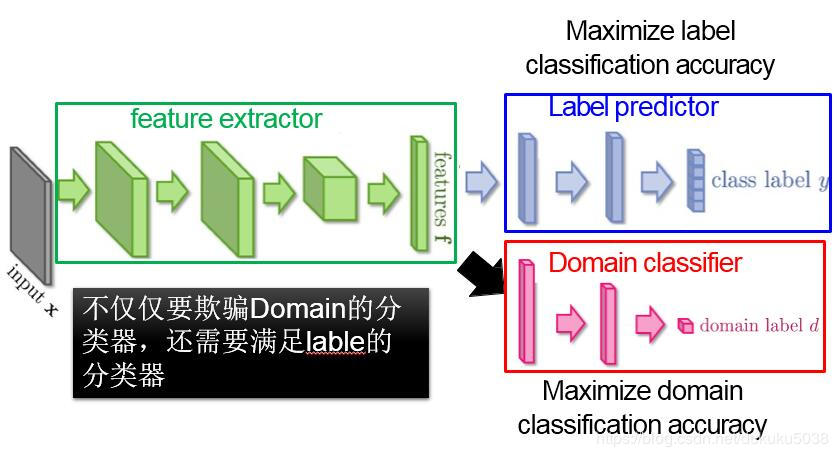 Maximize label
classification accuracy
feature extractor
Label predictor
features f
class label y
input x
Domain classifier
domain label d
不仅仅要欺骗Domain的分
类器，还需要满足lable的
分类器
Maximize domain
classification accuracy
https://blog.csdn.net/dukuku5038